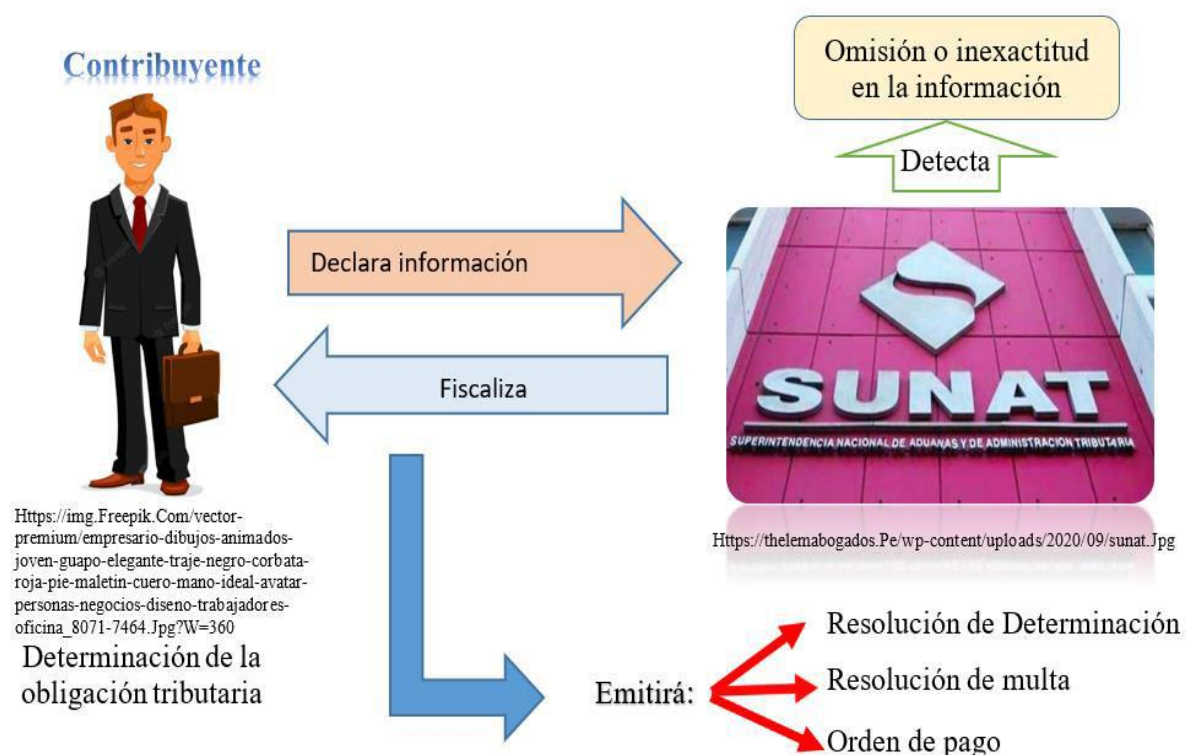 Contribuyente
Omisión o inexactitud
en la información
Detecta
Declara información
Fiscaliza
SUNAT
SUPERINTENDENCIA NACIONAL DE ADUANAS Y DE ADMINISTRACION TRIBUTARIA
Https://img.Freepik.Com/vector-
premium/empresario-dibujos-animados-
joven-guapo-elegante-traje-negro-corbata-
roja-pie-maletin-cuero-mano-ideal-avatar-
personas-negocios-diseno-trabajadores-
oficina_8071-7464.Jpg?W=360
Https://thelemabogados.Pe/wp-content/uploads/2020/09/sunat.Jpg
Determinación de la
obligación tributaria
Emitirá:
Resolución de Determinación
Resolución de multa
Orden de pago